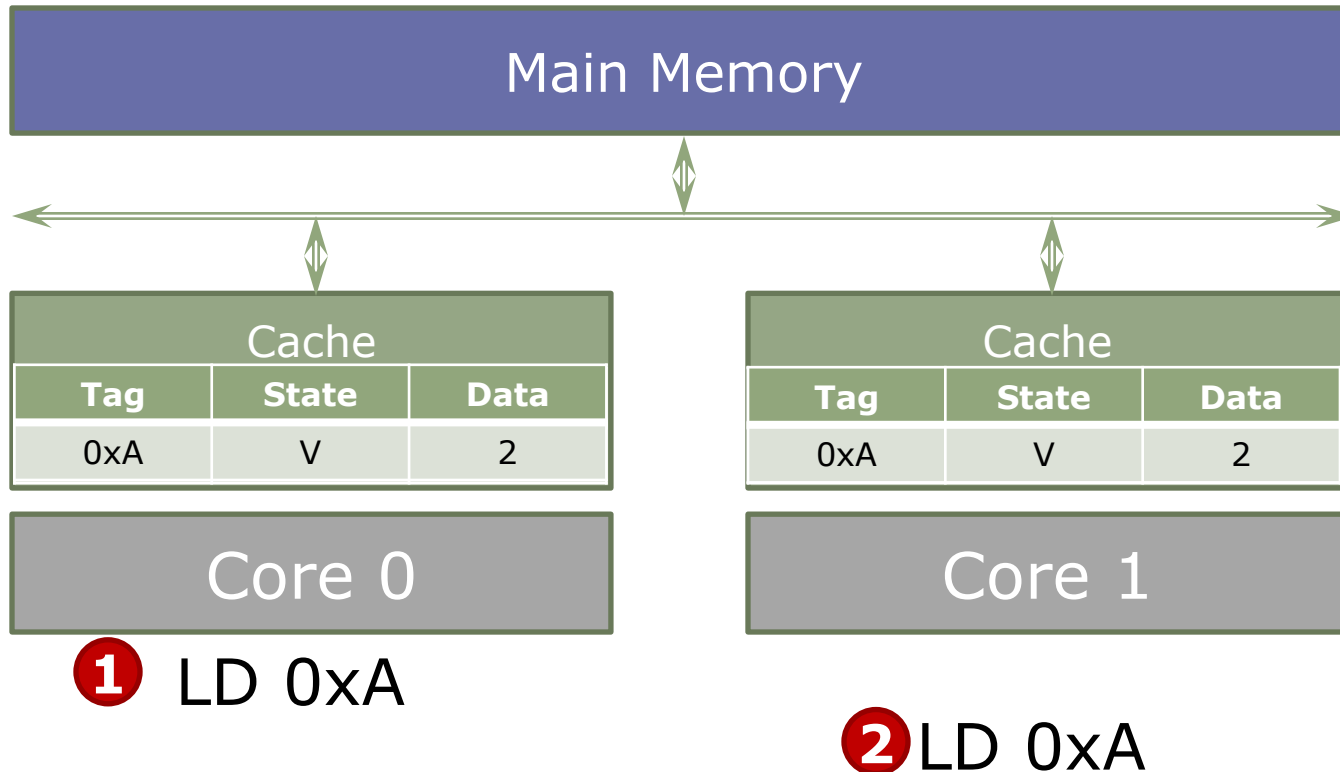 Main Memory
Cache
Tag State Data
0xA V 2
Core 0
Cache
Tag State Data
0xA V 2
Core 1
1 LD 0xA
2 LD 0xA